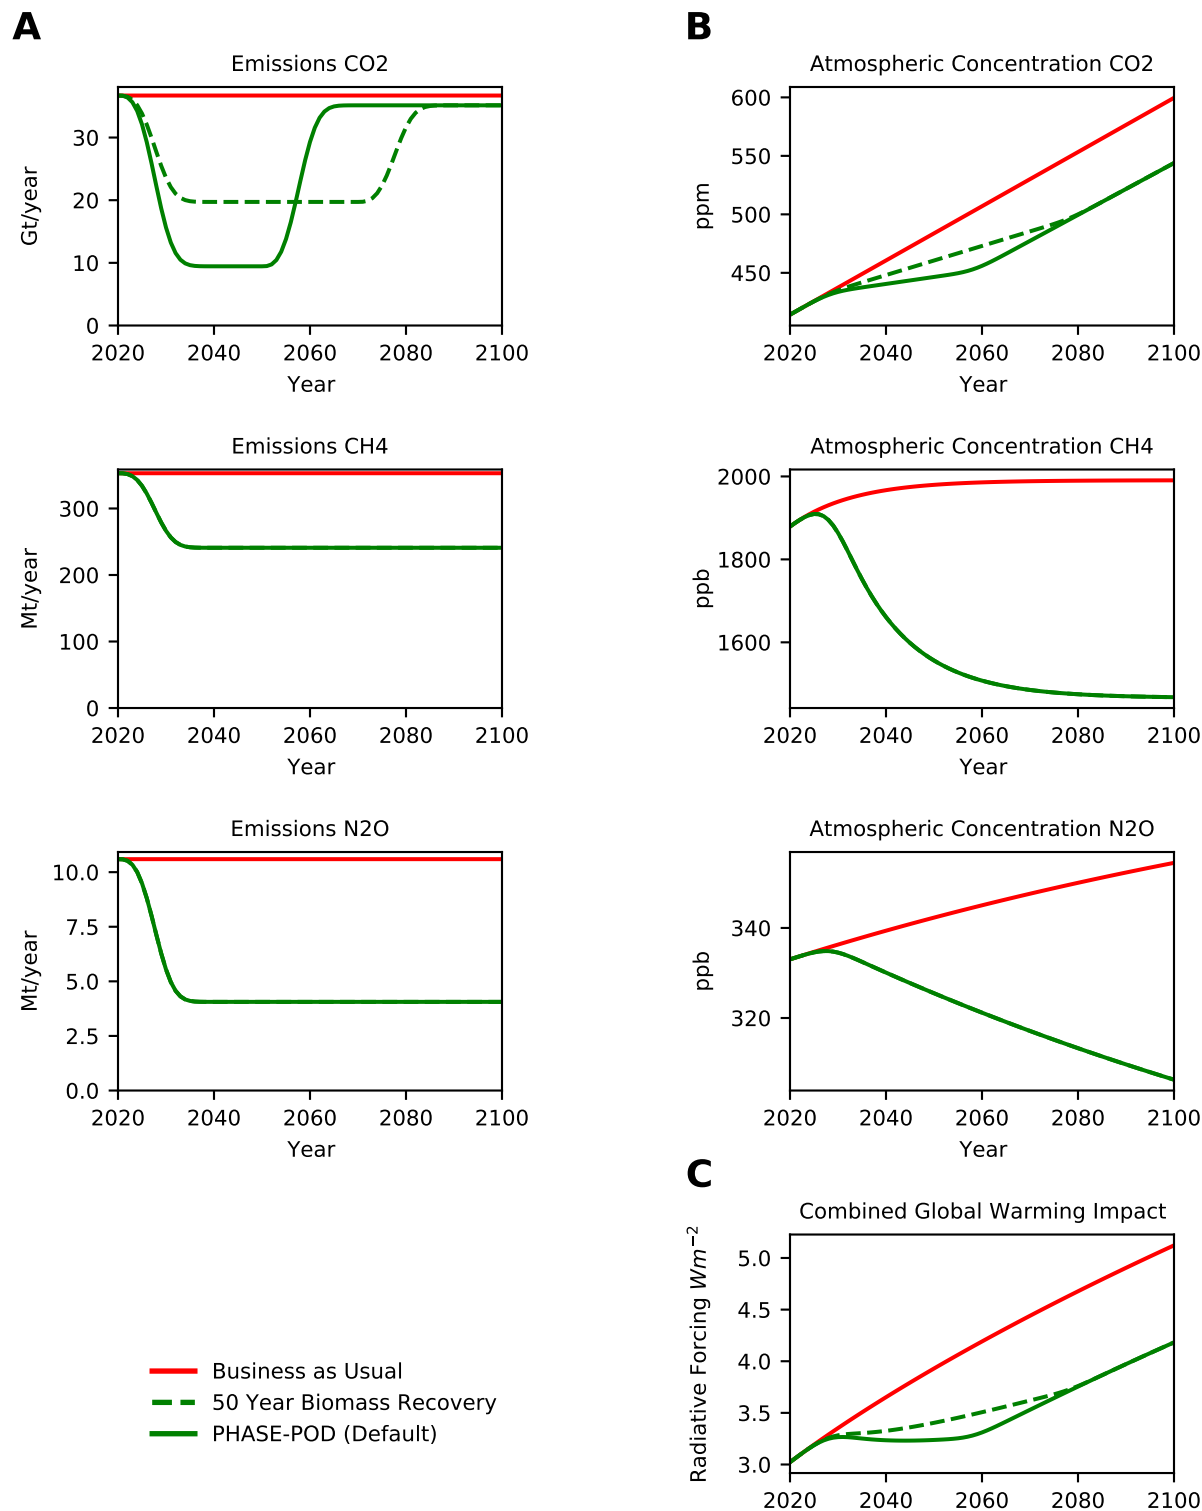 A
Emissions CO2
Gt/year
30
20
10
0
2020 2040 2060 2080 2100
Year
B
Atmospheric Concentration CO2
ppm
600
550
500
450
2020 2040 2060 2080 2100
Year
Emissions CH4
Mt/year
300
200
100
0
2020 2040 2060 2080 2100
Year
Atmospheric Concentration CH4
ppb
2000
1800
1600
2020 2040 2060 2080 2100
Year
Emissions N2O
Mt/year
10.0
7.5
5.0
2.5
0.0
2020 2040 2060 2080 2100
Year
Atmospheric Concentration N2O
ppb
340
320
2020 2040 2060 2080 2100
Year
C
Combined Global Warming Impact
Radiative Forcing Wm⁻²
5.0
4.5
4.0
3.5
3.0
2020 2040 2060 2080 2100
Business as Usual
50 Year Biomass Recovery
PHASE-POD (Default)